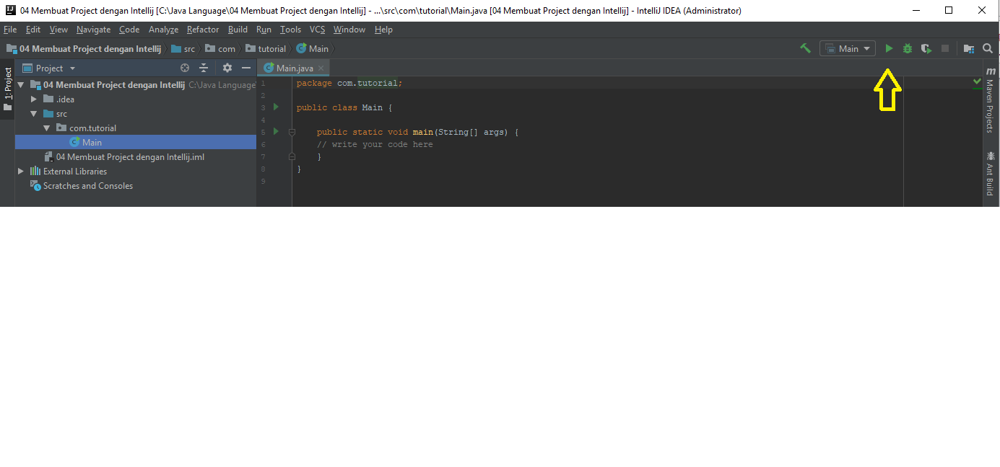 04 Membuat Project dengan Intellij [C:\Java Language\04 Membuat Project dengan Intellij] - ...\src\com\tutorial\Main.java [04 Membuat Project dengan Intellij] - IntelliJ IDEA (Administrator)
File Edit View Navigate Code Analyze Refactor Build Run Tools VCS Window Help
04 Membuat Project dengan Intellij src com tutorial Main Main
1: Project
Project
04 Membuat Project dengan Intellij C:\Java Language
.idea
src
com.tutorial
Main
04 Membuat Project dengan Intellij.iml
External Libraries
Scratches and Consoles
Main.java
1 package com.tutorial;
2
3 public class Main {
4
5 public static void main(String[] args) {
6 // write your code here
7 }
8 }
9
m Maven Projects
Ant Build